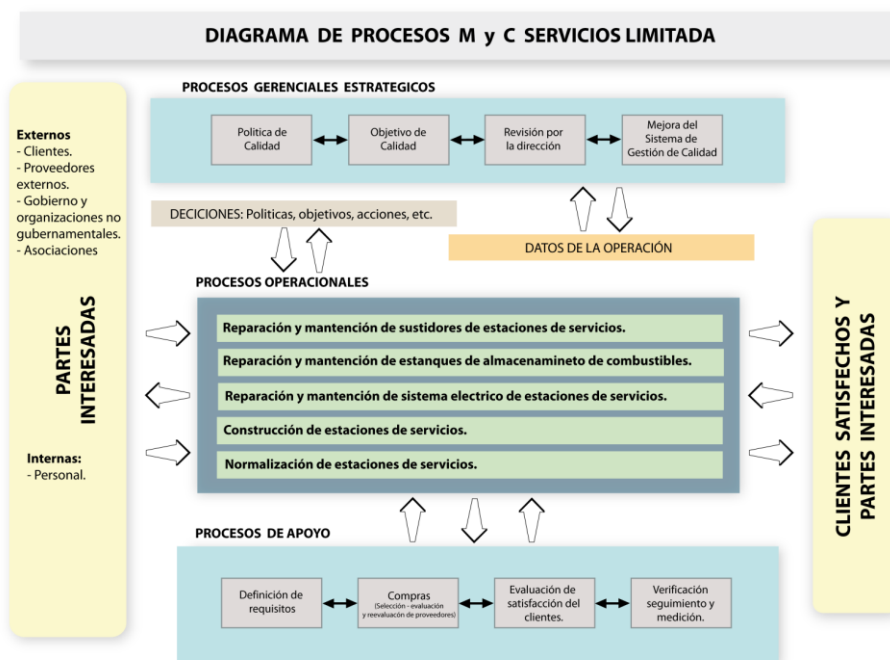 DIAGRAMA DE PROCESOS M y C SERVICIOS LIMITADA
PROCESOS GERENCIALES ESTRATEGICOS
Politica de
Calidad
Objetivo de
Calidad
Revisión por
la dirección
Mejora del
Sistema de
Gestión de Calidad
Externos
- Clientes.
- Proveedores
externos.
- Gobierno y
organizaciones no
gubernamentales.
- Asociaciones
PARTES
INTERESADAS
Internas:
- Personal.
DECICIONES: Politicas, objetivos, acciones, etc.
DATOS DE LA OPERACIÓN
PROCESOS OPERACIONALES
Reparación y mantención de sustidores de estaciones de servicios.
Reparación y mantención de estanques de almacenamineto de combustibles.
Reparación y mantención de sistema electrico de estaciones de servicios.
Construcción de estaciones de servicios.
Normalización de estaciones de servicios.
CLIENTES SATISFECHOS Y
PARTES INTERESADAS
PROCESOS DE APOYO
Definición de
requisitos
Compras
(Selección - evaluación
y reevaluación de proveedores)
Evaluación de
satisfacción del
clientes.
Verificación
seguimiento y
medición.